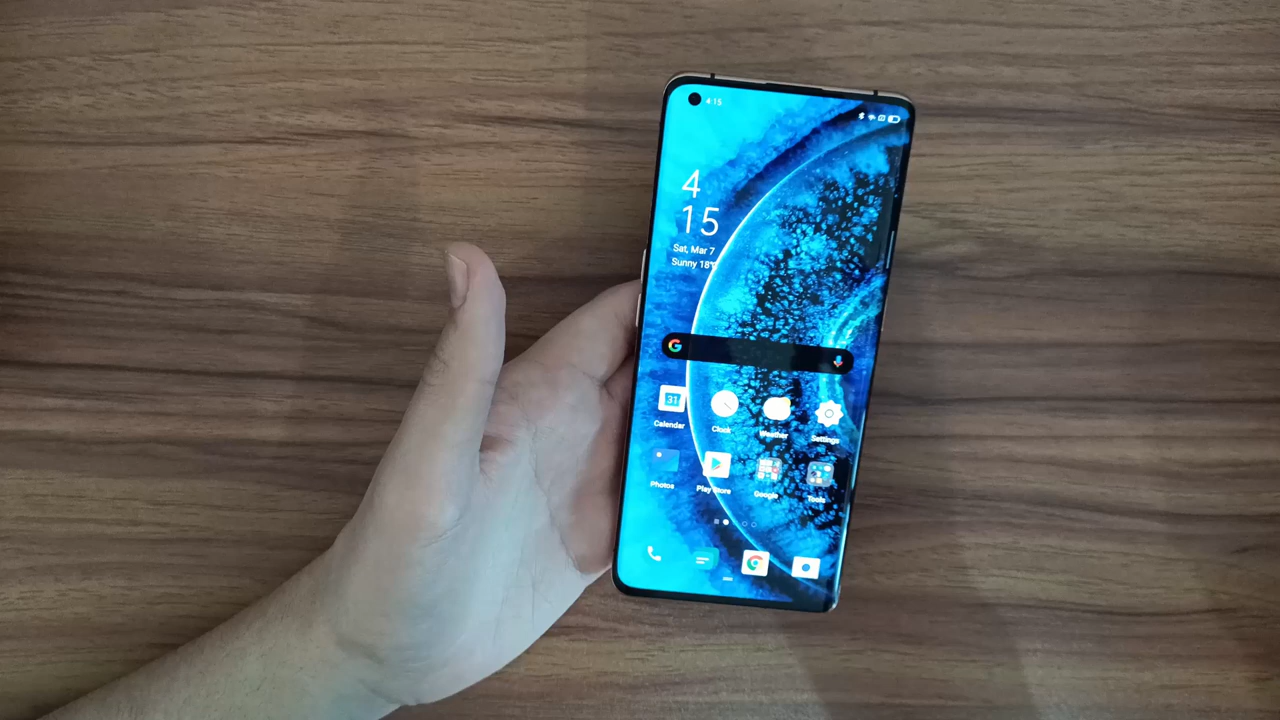 4:15
4
15
Sat, Mar 7
Sunny 18°
G
31
Calendar
Clock
Weather
Settings
Photos
Play Store
Google
Tools